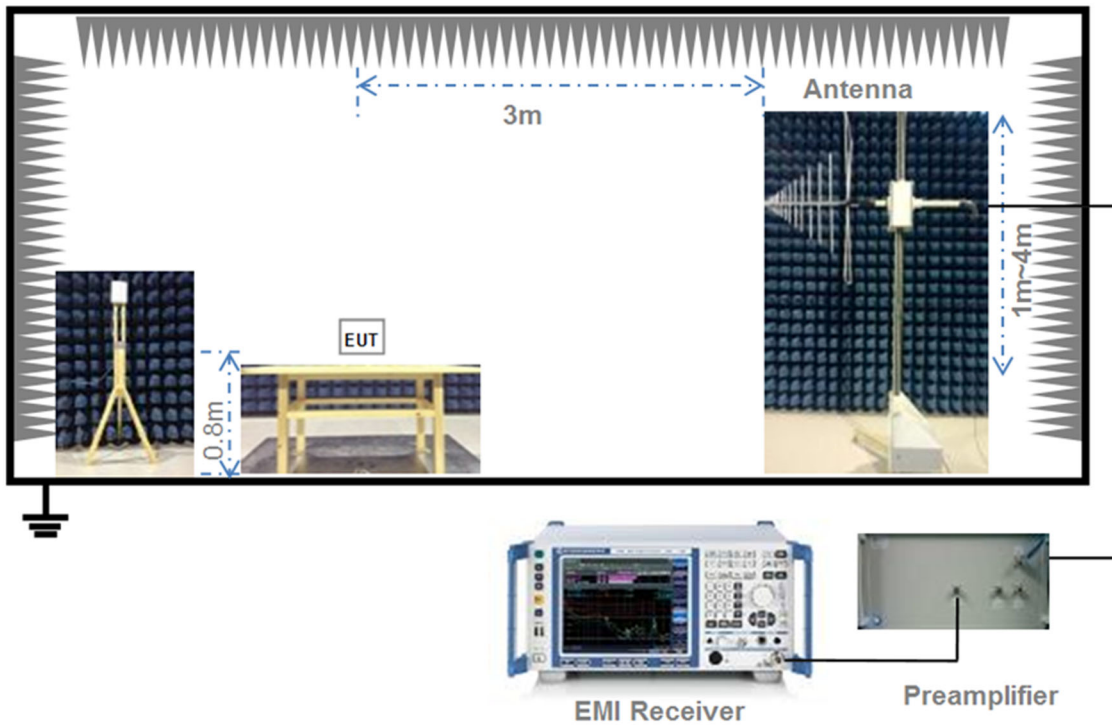 Antenna
3m
1m~4m
EUT
0.8m
EMI Receiver
Preamplifier